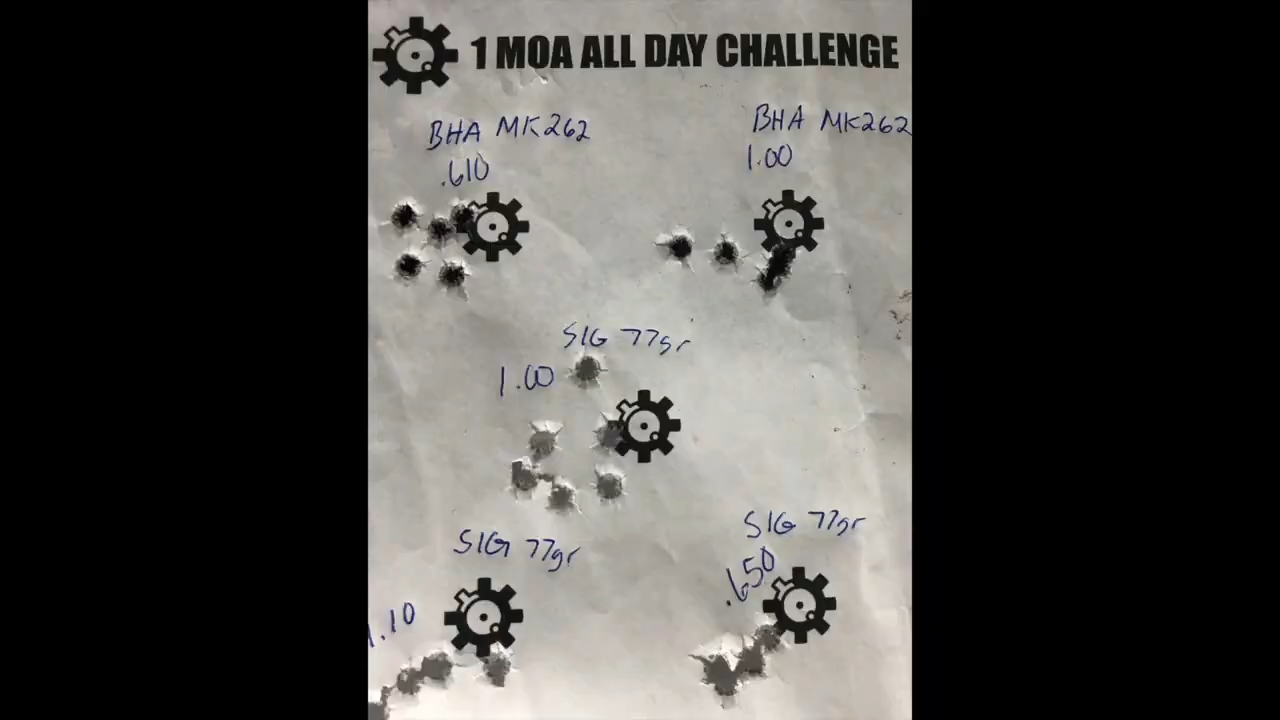 1 MOA ALL DAY CHALLENGE
BHA MK262
.610
BHA MK262
1.00
SIG 77gr
1.00
SIG 77gr
1.10
SIG 77gr
.650